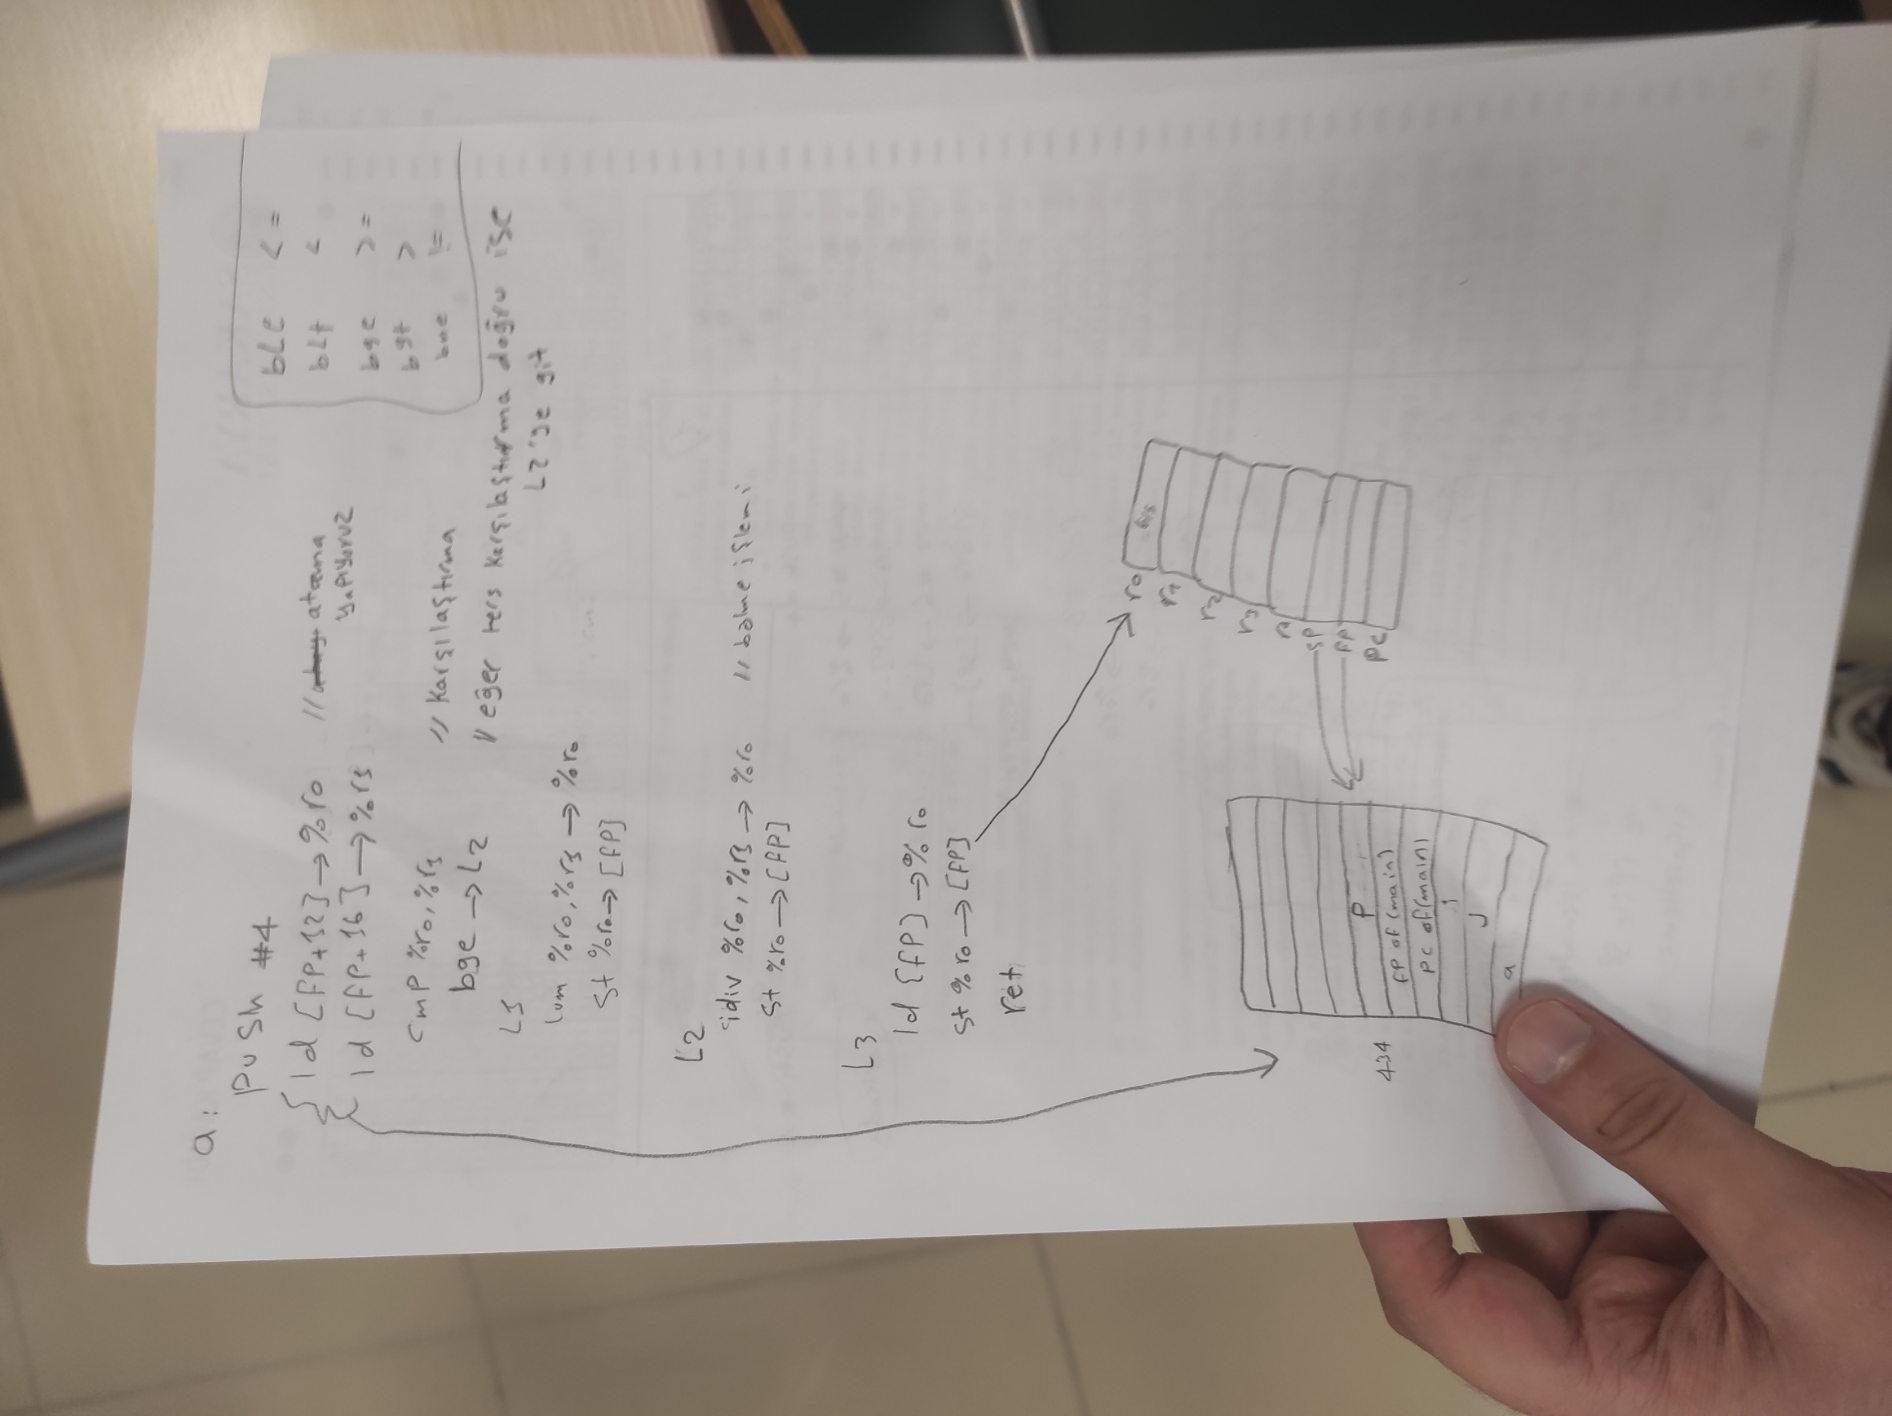 a:
push #4
ld [FP+12] → %r0 // atama
yapıyoruz
ld [FP+16] → %r1
cmp %r0, %r1 // Karşılaştırma
bge → L2 // eğer ters Karşılaştırma doğru ise
L2'ye git
L1
%r0, %r1 → %r0
st %r0 → [FP]
L2
idiv %r0, %r1 → %r0 // bölme işlemi
st %r0 → [FP]
L3
ld [FP] → %r0
st %r0 → [FP]
ret
ble <=
blt <
bge >=
bgt >
bne !=
434
P
FP of (main)
PC of (main)
i
j
a
r0
r1
r2
r3
SP
FP
PC